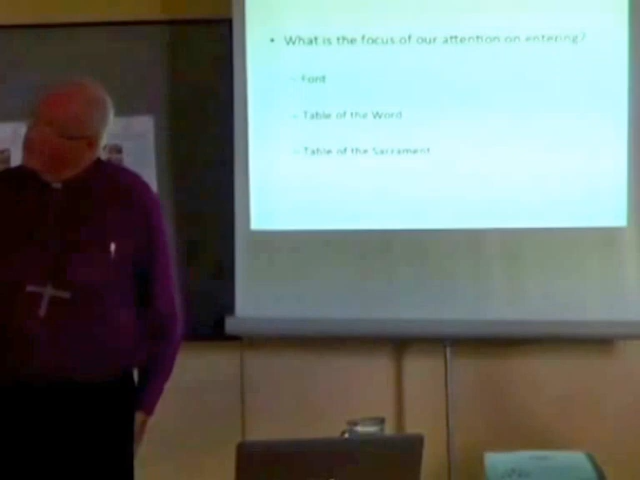 • What is the focus of our attention on entering?
– Font
– Table of the Word
– Table of the Sacrament